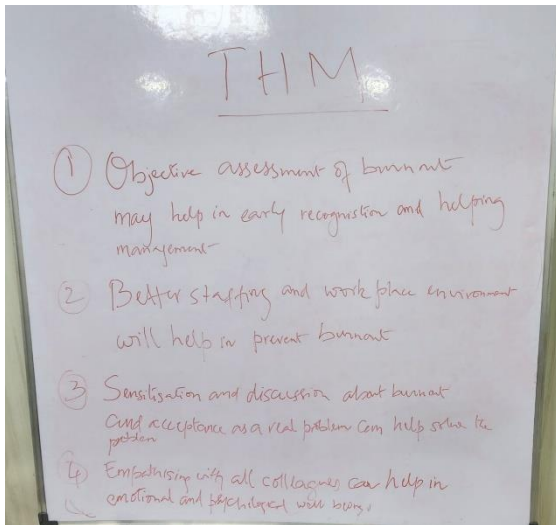 THM
1 Objective assessment of burnout
may help in early recognistion and helping
management
2 Better staffing and work place environment
will help in prevent burnout
3 Sensitisation and discussion about burnout
and acceptance as a real problem can help solve the
problem
4 Empathising with all colleagues can help in
emotional and psychological well being.